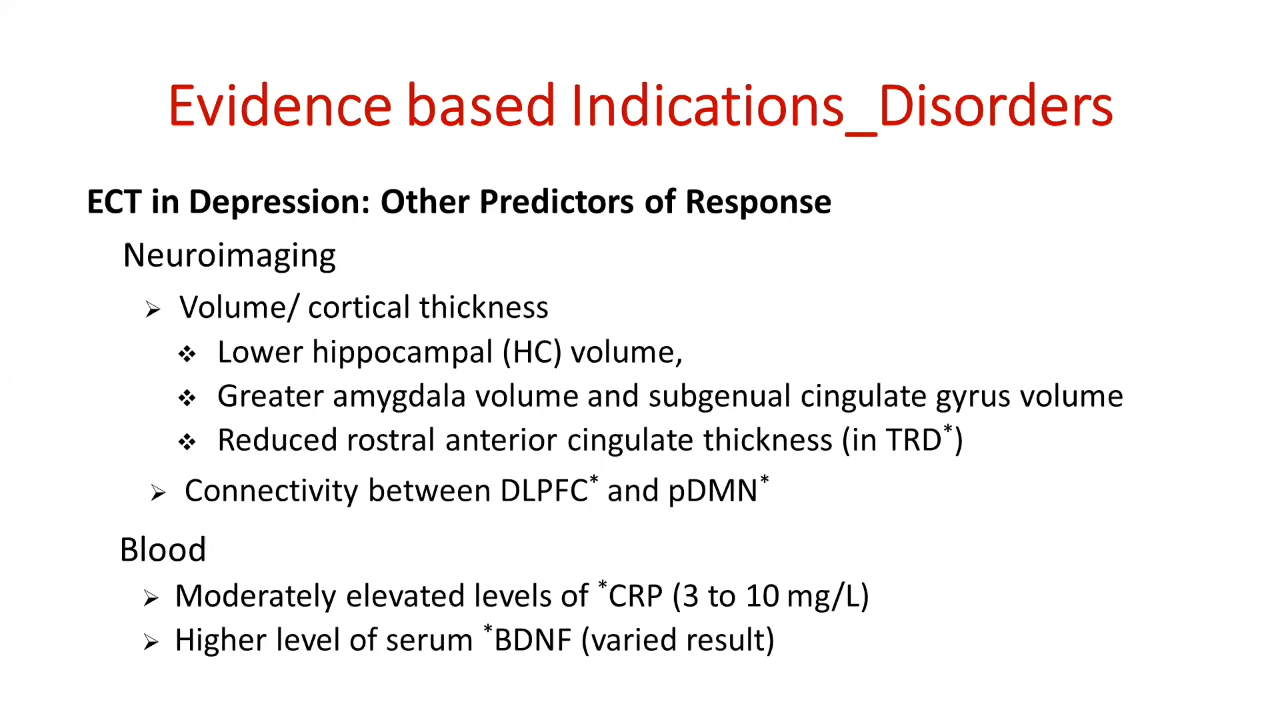 Evidence based Indications_Disorders
ECT in Depression: Other Predictors of Response
Neuroimaging
➢ Volume/ cortical thickness
❖ Lower hippocampal (HC) volume,
❖ Greater amygdala volume and subgenual cingulate gyrus volume
❖ Reduced rostral anterior cingulate thickness (in TRD*)
➢ Connectivity between DLPFC* and pDMN*
Blood
➢ Moderately elevated levels of *CRP (3 to 10 mg/L)
➢ Higher level of serum *BDNF (varied result)